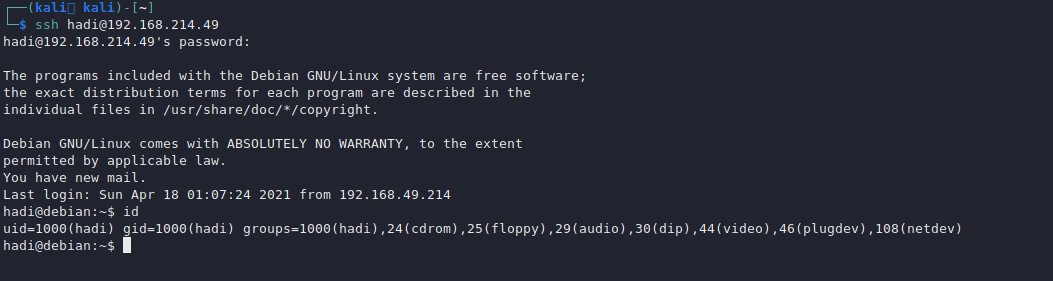 ┌──(kali㉿ kali)-[~]
└─$ ssh hadi@192.168.214.49
hadi@192.168.214.49's password:
The programs included with the Debian GNU/Linux system are free software;
the exact distribution terms for each program are described in the
individual files in /usr/share/doc/*/copyright.
Debian GNU/Linux comes with ABSOLUTELY NO WARRANTY, to the extent
permitted by applicable law.
You have new mail.
Last login: Sun Apr 18 01:07:24 2021 from 192.168.49.214
hadi@debian:~$ id
uid=1000(hadi) gid=1000(hadi) groups=1000(hadi),24(cdrom),25(floppy),29(audio),30(dip),44(video),46(plugdev),108(netdev)
hadi@debian:~$